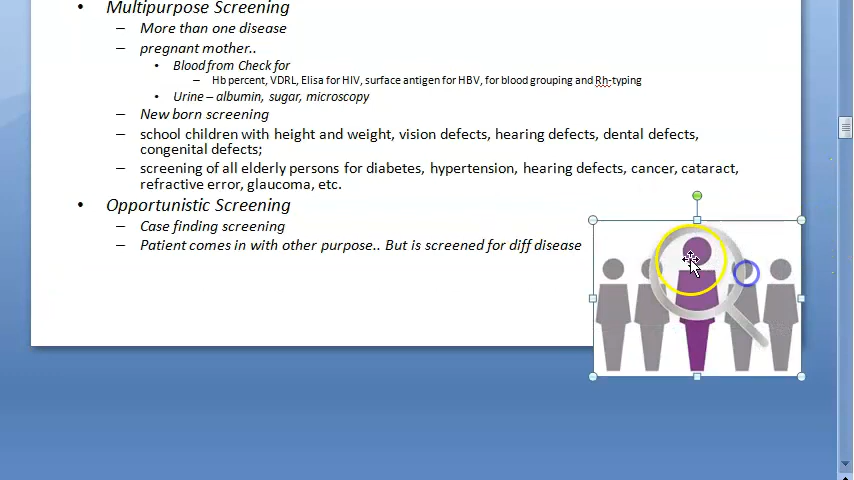 • Multipurpose Screening
– More than one disease
– pregnant mother..
• Blood from Check for
– Hb percent, VDRL, Elisa for HIV, surface antigen for HBV, for blood grouping and Rh-typing
• Urine – albumin, sugar, microscopy
– New born screening
– school children with height and weight, vision defects, hearing defects, dental defects,
congenital defects;
– screening of all elderly persons for diabetes, hypertension, hearing defects, cancer, cataract,
refractive error, glaucoma, etc.
• Opportunistic Screening
– Case finding screening
– Patient comes in with other purpose.. But is screened for diff disease